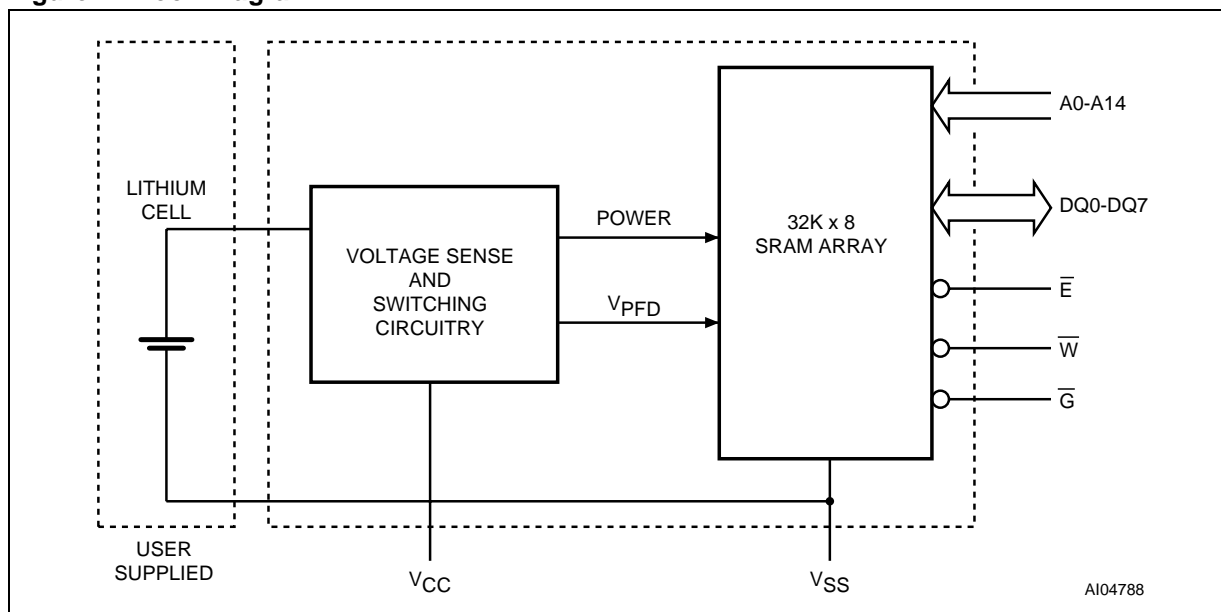 LITHIUM
CELL
VOLTAGE SENSE
AND
SWITCHING
CIRCUITRY
POWER
VPFD
32K x 8
SRAM ARRAY
A0-A14
DQ0-DQ7
E̅
W̅
G̅
USER
SUPPLIED
VCC
VSS
AI04788